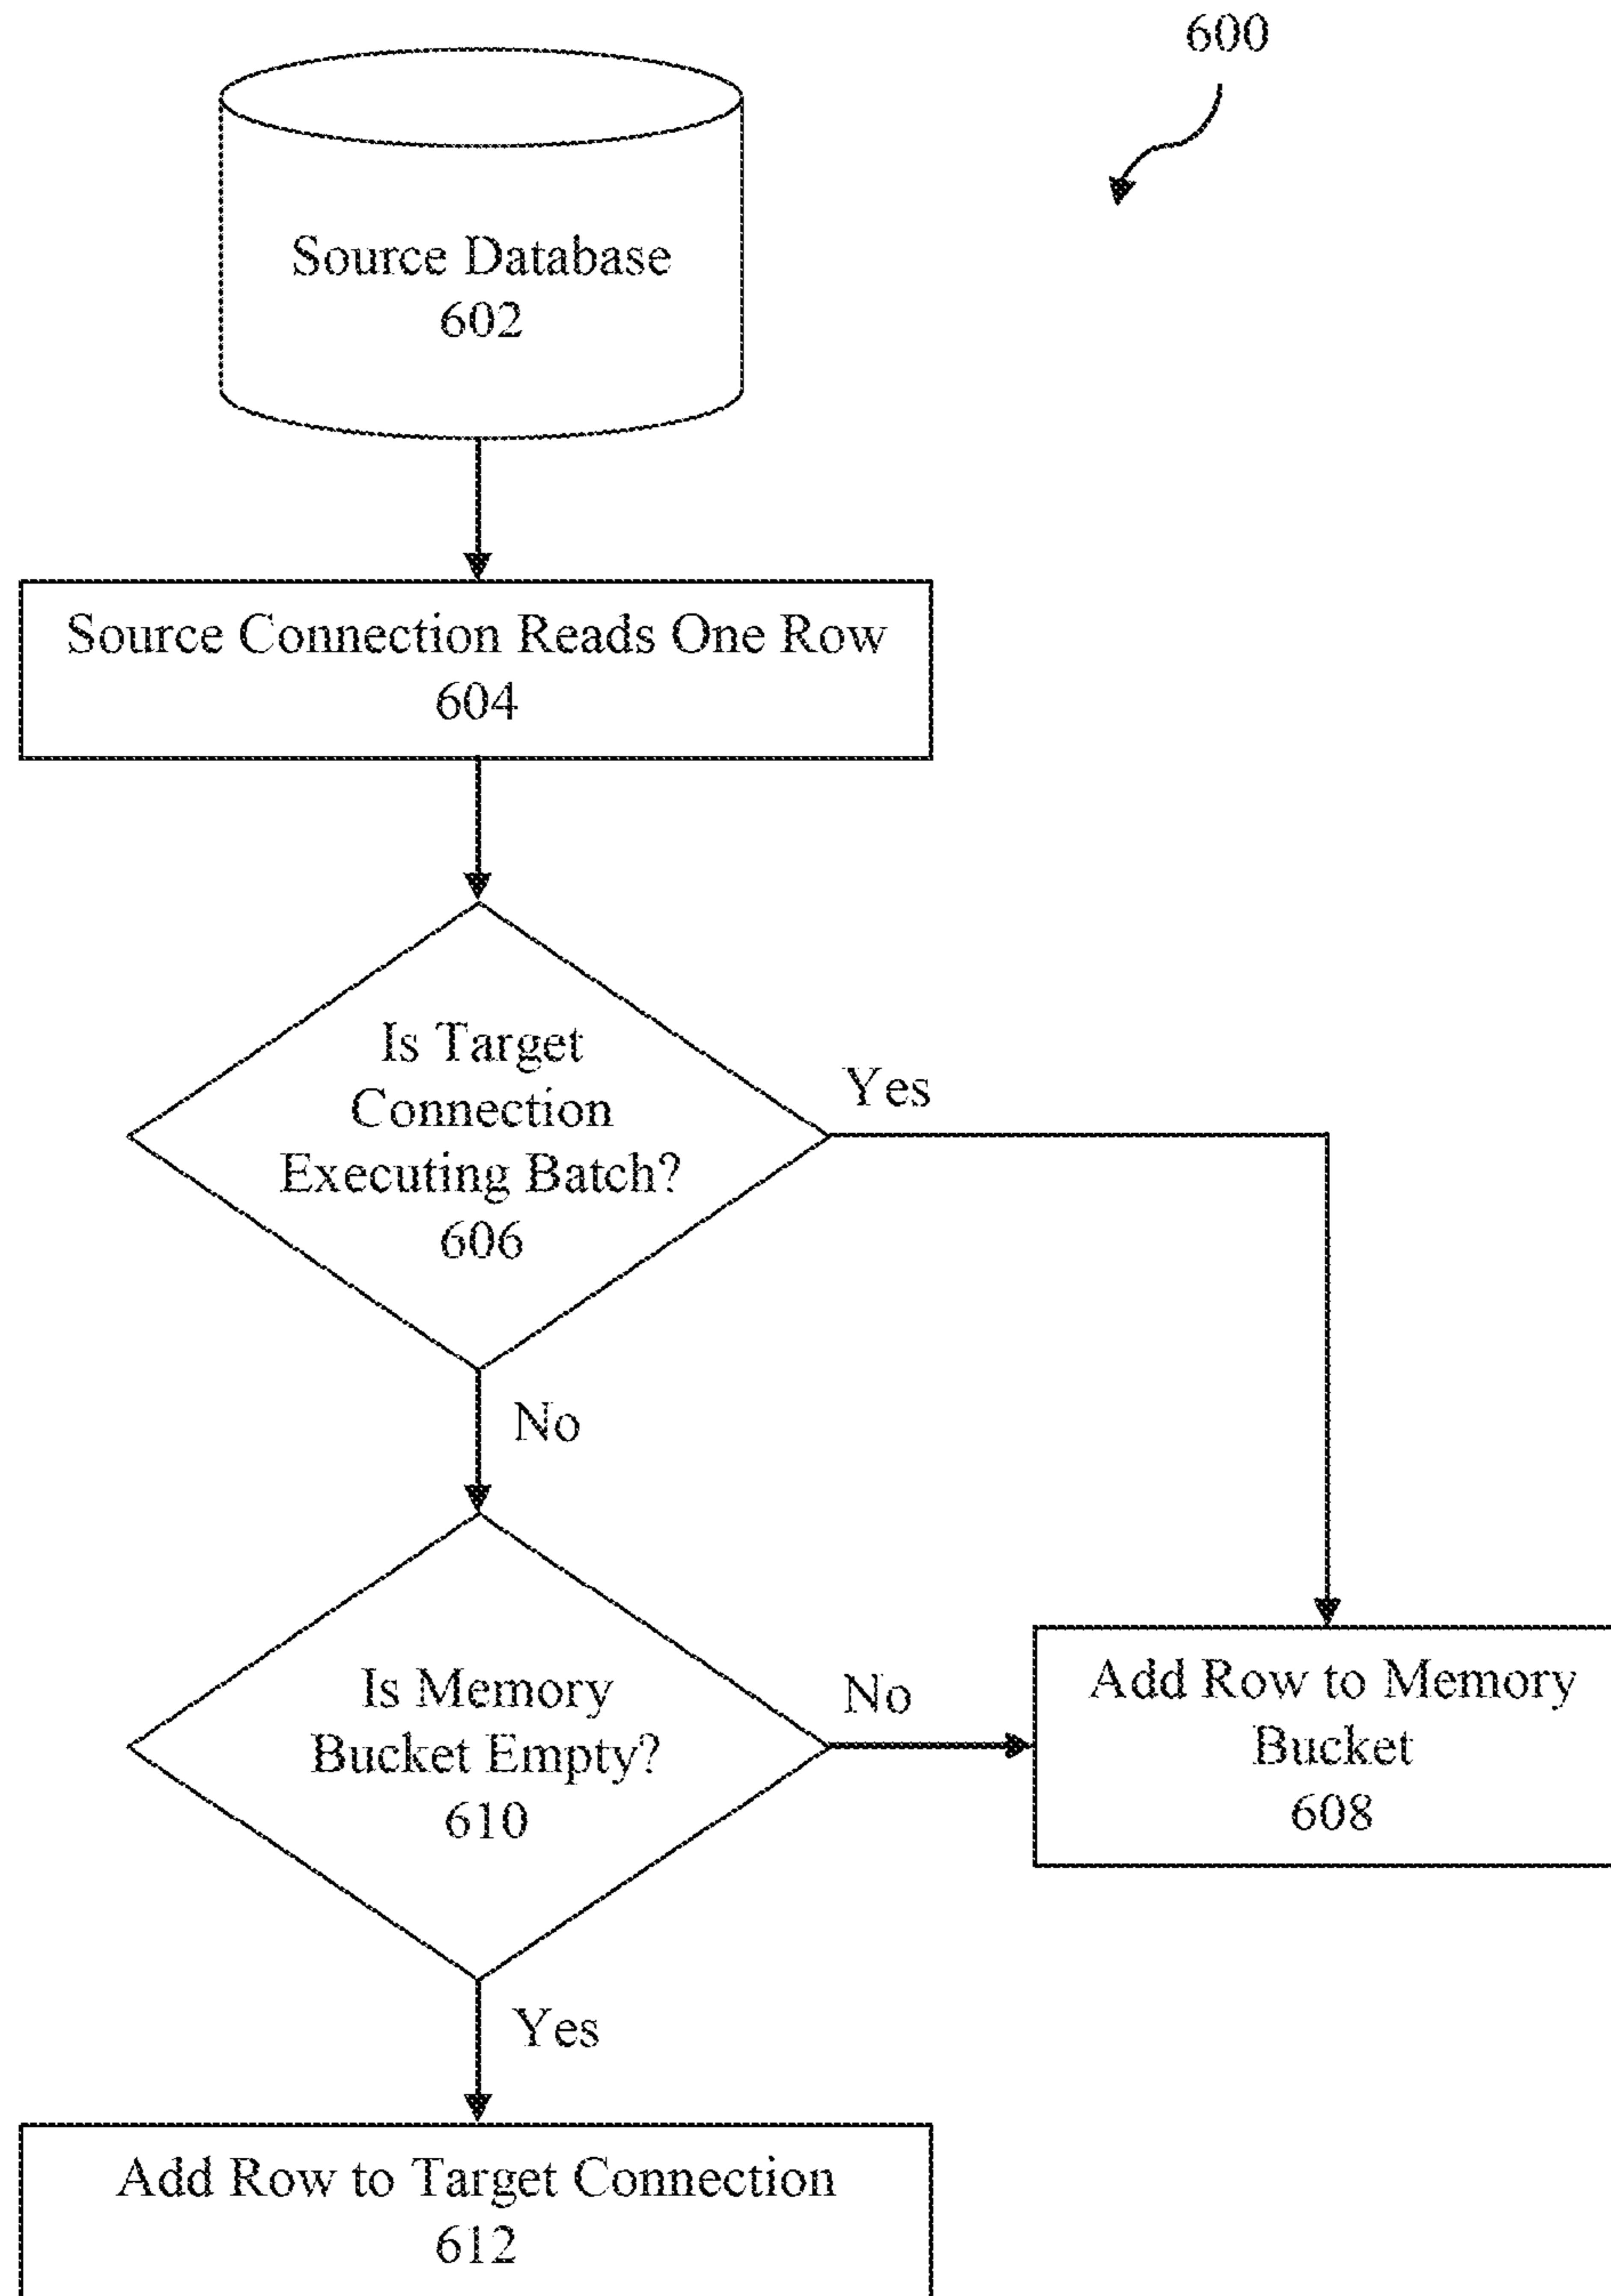 600
Source Database
602
Source Connection Reads One Row
604
Is Target
Connection
Executing Batch?
606
Yes
No
Is Memory
Bucket Empty?
610
No
Add Row to Memory
Bucket
608
Yes
Add Row to Target Connection
612